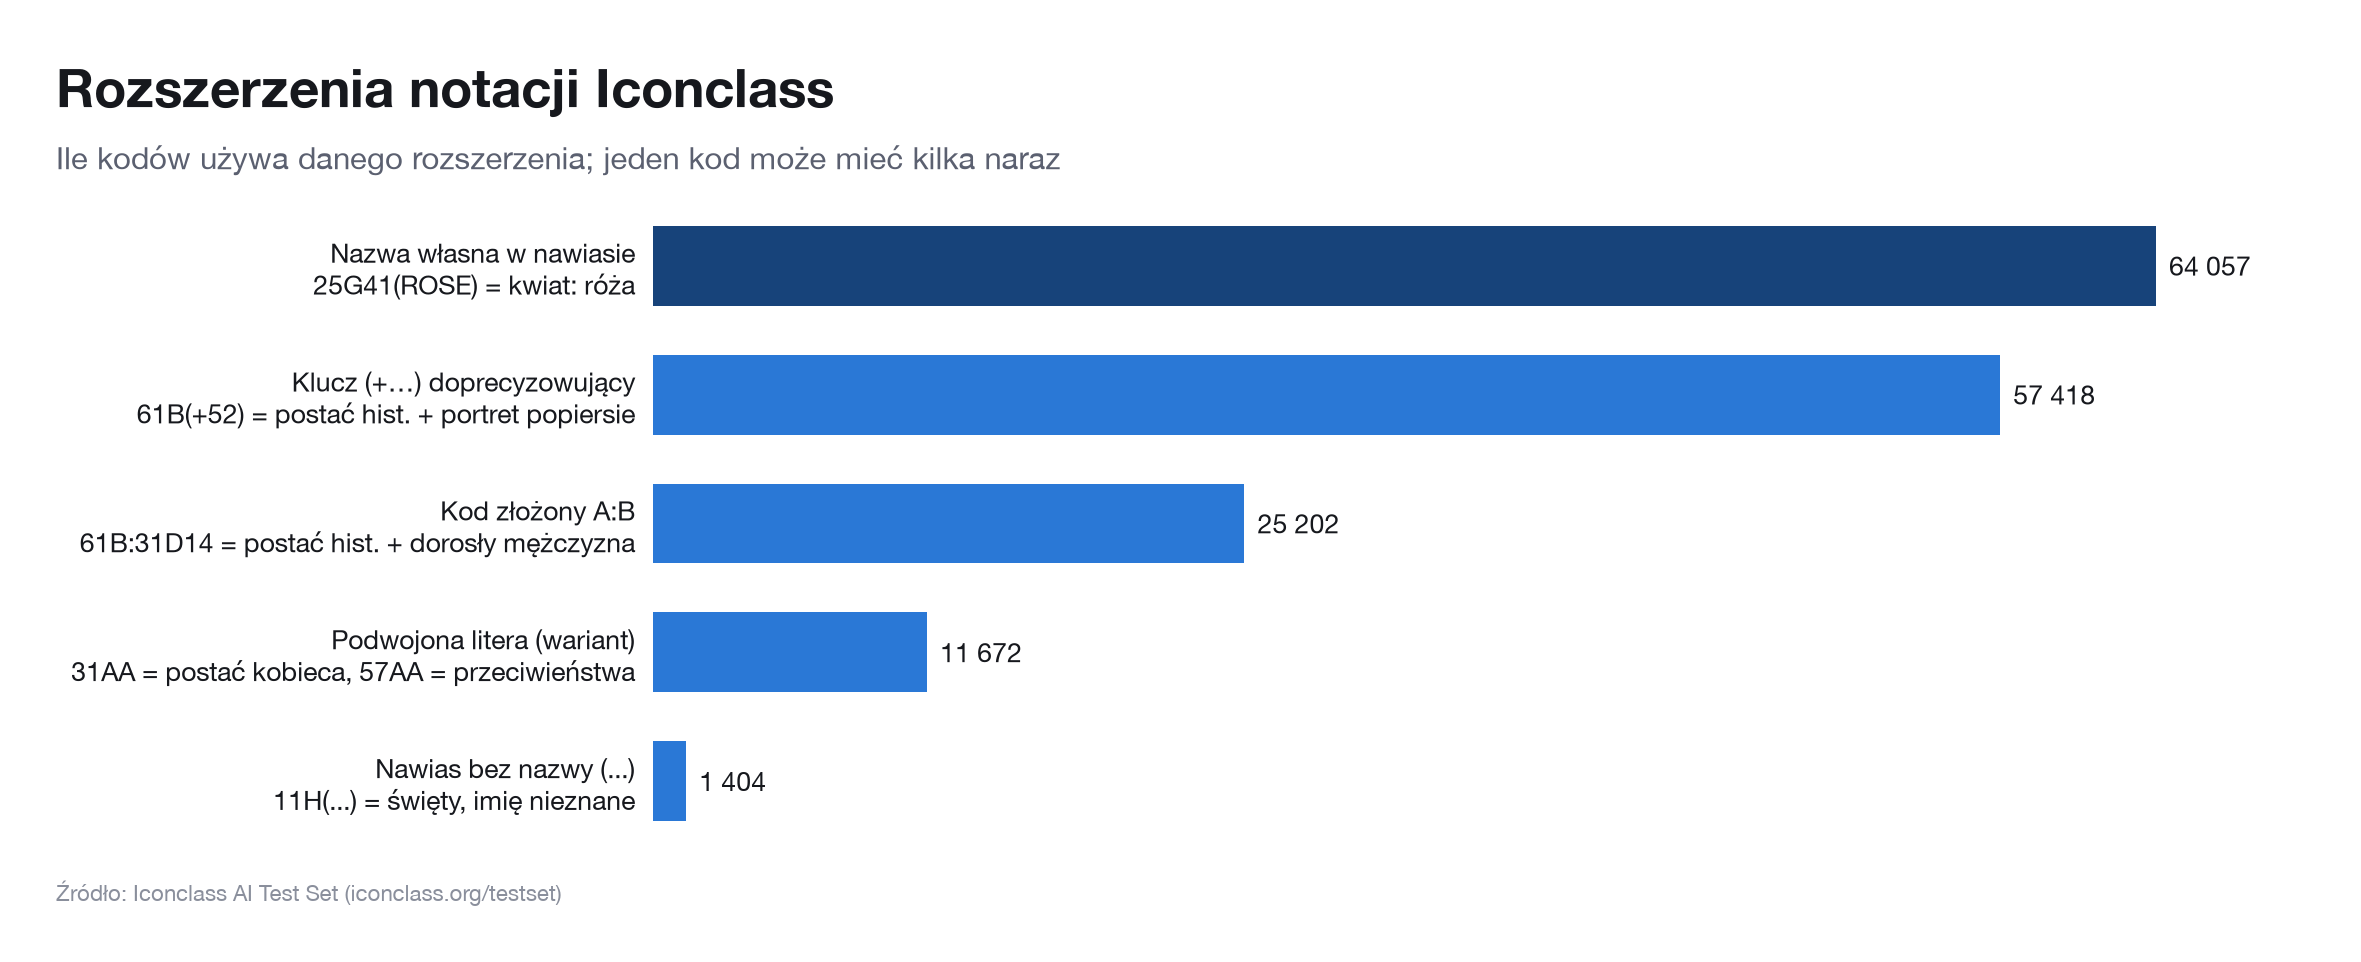 Rozszerzenia notacji Iconclass
Ile kodów używa danego rozszerzenia; jeden kod może mieć kilka naraz
Nazwa własna w nawiasie
25G41(ROSE) = kwiat: róża
64 057
Klucz (+…) doprecyzowujący
61B(+52) = postać hist. + portret popiersie
57 418
Kod złożony A:B
61B:31D14 = postać hist. + dorosły mężczyzna
25 202
Podwojona litera (wariant)
31AA = postać kobieca, 57AA = przeciwieństwa
11 672
Nawias bez nazwy (...)
11H(...) = święty, imię nieznane
1 404
Źródło: Iconclass AI Test Set (iconclass.org/testset)